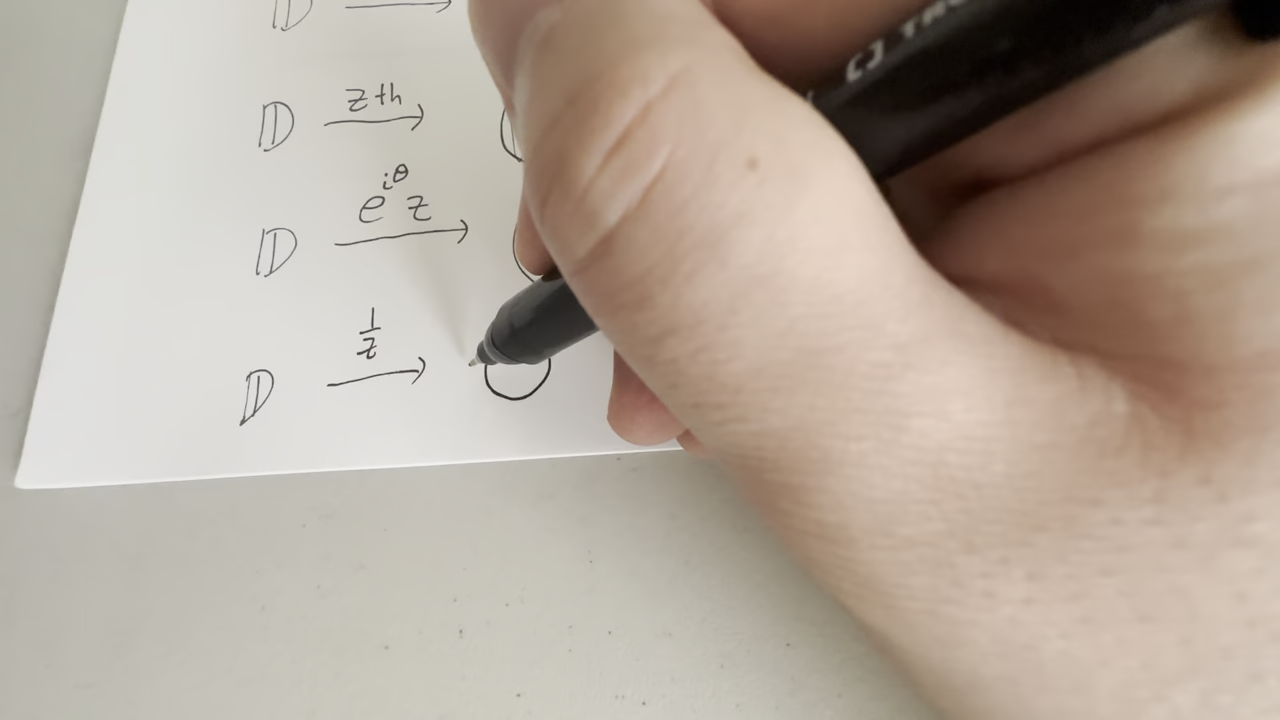 𝔻 ⟶
𝔻 z+h ⟶
𝔻 e^{iθ}z ⟶
𝔻 1/z ⟶